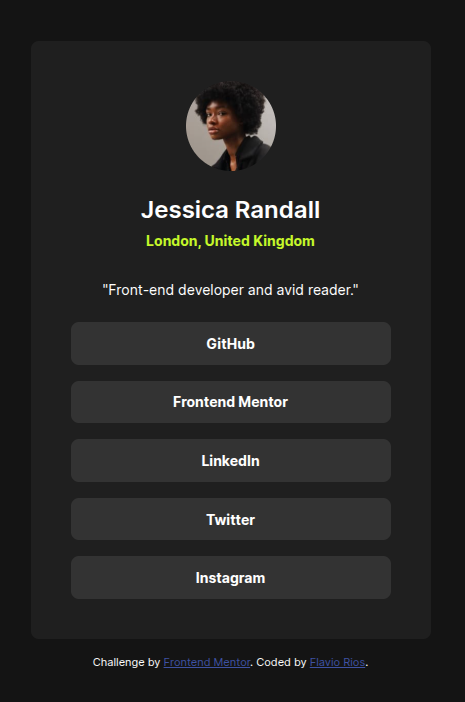 Jessica Randall
London, United Kingdom
"Front-end developer and avid reader."
GitHub
Frontend Mentor
LinkedIn
Twitter
Instagram
Challenge by Frontend Mentor. Coded by Flavio Rios.